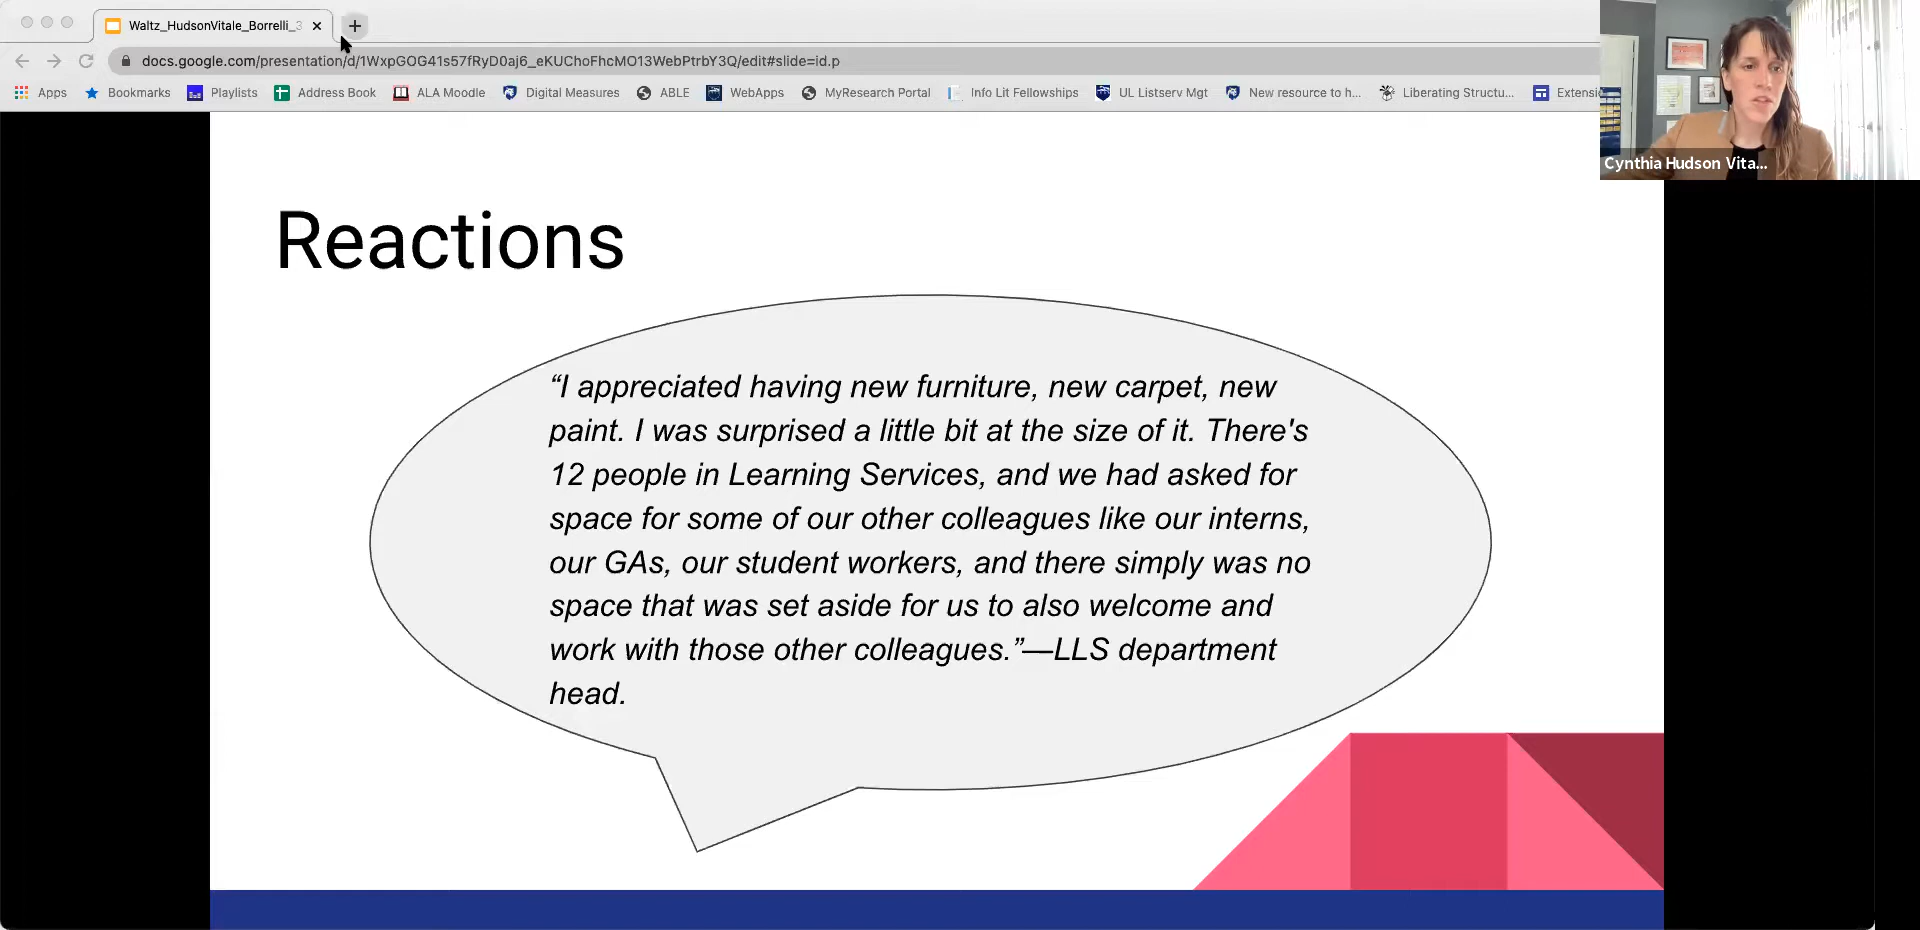 Waltz_HudsonVitale_Borrelli_3
docs.google.com/presentation/d/1WxpGOG41s57fRyD0aj6_eKUChoFhcMO13WebPtrbY3Q/edit#slide=id.p
Apps Bookmarks Playlists Address Book ALA Moodle Digital Measures ABLE WebApps MyResearch Portal Info Lit Fellowships UL Listserv Mgt New resource to h... Liberating Structu... Extensi
Cynthia Hudson Vita...
Reactions
“I appreciated having new furniture, new carpet, new
paint. I was surprised a little bit at the size of it. There's
12 people in Learning Services, and we had asked for
space for some of our other colleagues like our interns,
our GAs, our student workers, and there simply was no
space that was set aside for us to also welcome and
work with those other colleagues.”—LLS department
head.